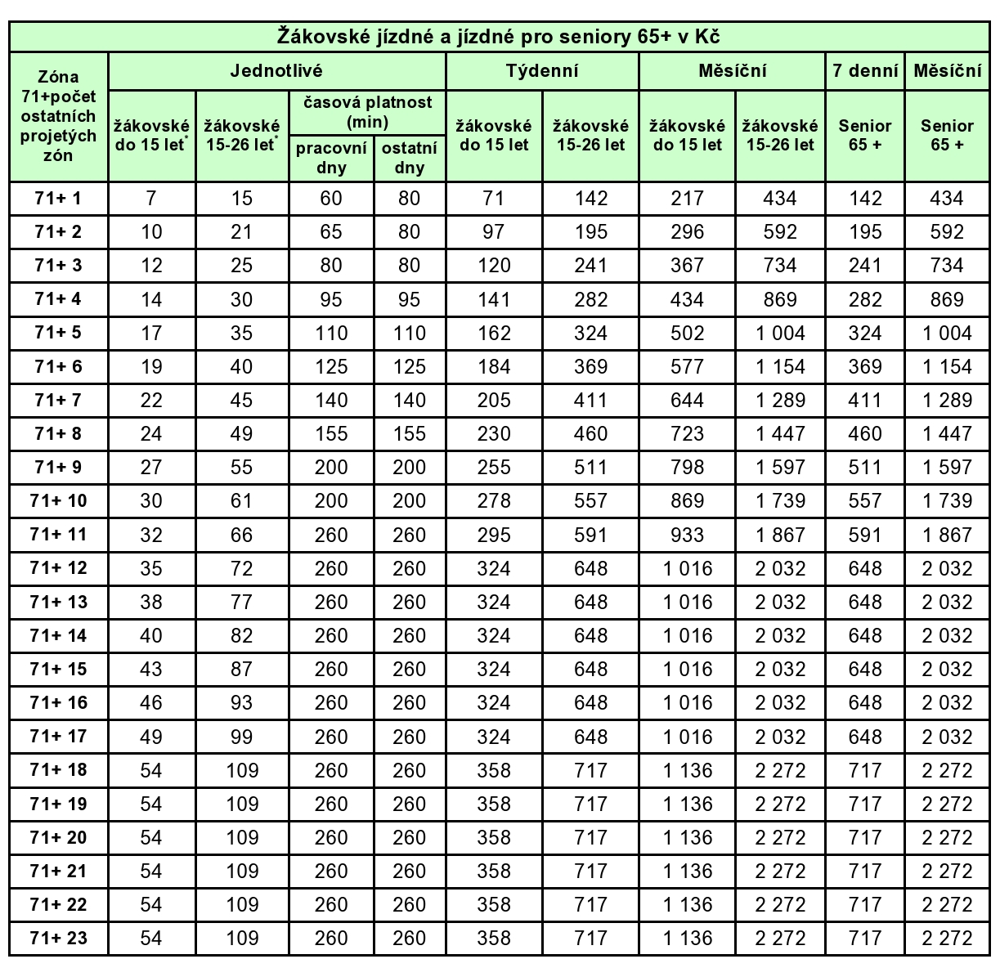 Žákovské jízdné a jízdné pro seniory 65+ v Kč
Zóna
71+počet
ostatních
projetých
zón
Jednotlivé
Týdenní
Měsíční
7 denní
Měsíční
žákovské
do 15 let*
žákovské
15-26 let*
časová platnost
(min)
pracovní
dny
ostatní
dny
žákovské
do 15 let
žákovské
15-26 let
žákovské
do 15 let
žákovské
15-26 let
Senior
65 +
Senior
65 +
71+ 1 7 15 60 80 71 142 217 434 142 434
71+ 2 10 21 65 80 97 195 296 592 195 592
71+ 3 12 25 80 80 120 241 367 734 241 734
71+ 4 14 30 95 95 141 282 434 869 282 869
71+ 5 17 35 110 110 162 324 502 1 004 324 1 004
71+ 6 19 40 125 125 184 369 577 1 154 369 1 154
71+ 7 22 45 140 140 205 411 644 1 289 411 1 289
71+ 8 24 49 155 155 230 460 723 1 447 460 1 447
71+ 9 27 55 200 200 255 511 798 1 597 511 1 597
71+ 10 30 61 200 200 278 557 869 1 739 557 1 739
71+ 11 32 66 260 260 295 591 933 1 867 591 1 867
71+ 12 35 72 260 260 324 648 1 016 2 032 648 2 032
71+ 13 38 77 260 260 324 648 1 016 2 032 648 2 032
71+ 14 40 82 260 260 324 648 1 016 2 032 648 2 032
71+ 15 43 87 260 260 324 648 1 016 2 032 648 2 032
71+ 16 46 93 260 260 324 648 1 016 2 032 648 2 032
71+ 17 49 99 260 260 324 648 1 016 2 032 648 2 032
71+ 18 54 109 260 260 358 717 1 136 2 272 717 2 272
71+ 19 54 109 260 260 358 717 1 136 2 272 717 2 272
71+ 20 54 109 260 260 358 717 1 136 2 272 717 2 272
71+ 21 54 109 260 260 358 717 1 136 2 272 717 2 272
71+ 22 54 109 260 260 358 717 1 136 2 272 717 2 272
71+ 23 54 109 260 260 358 717 1 136 2 272 717 2 272